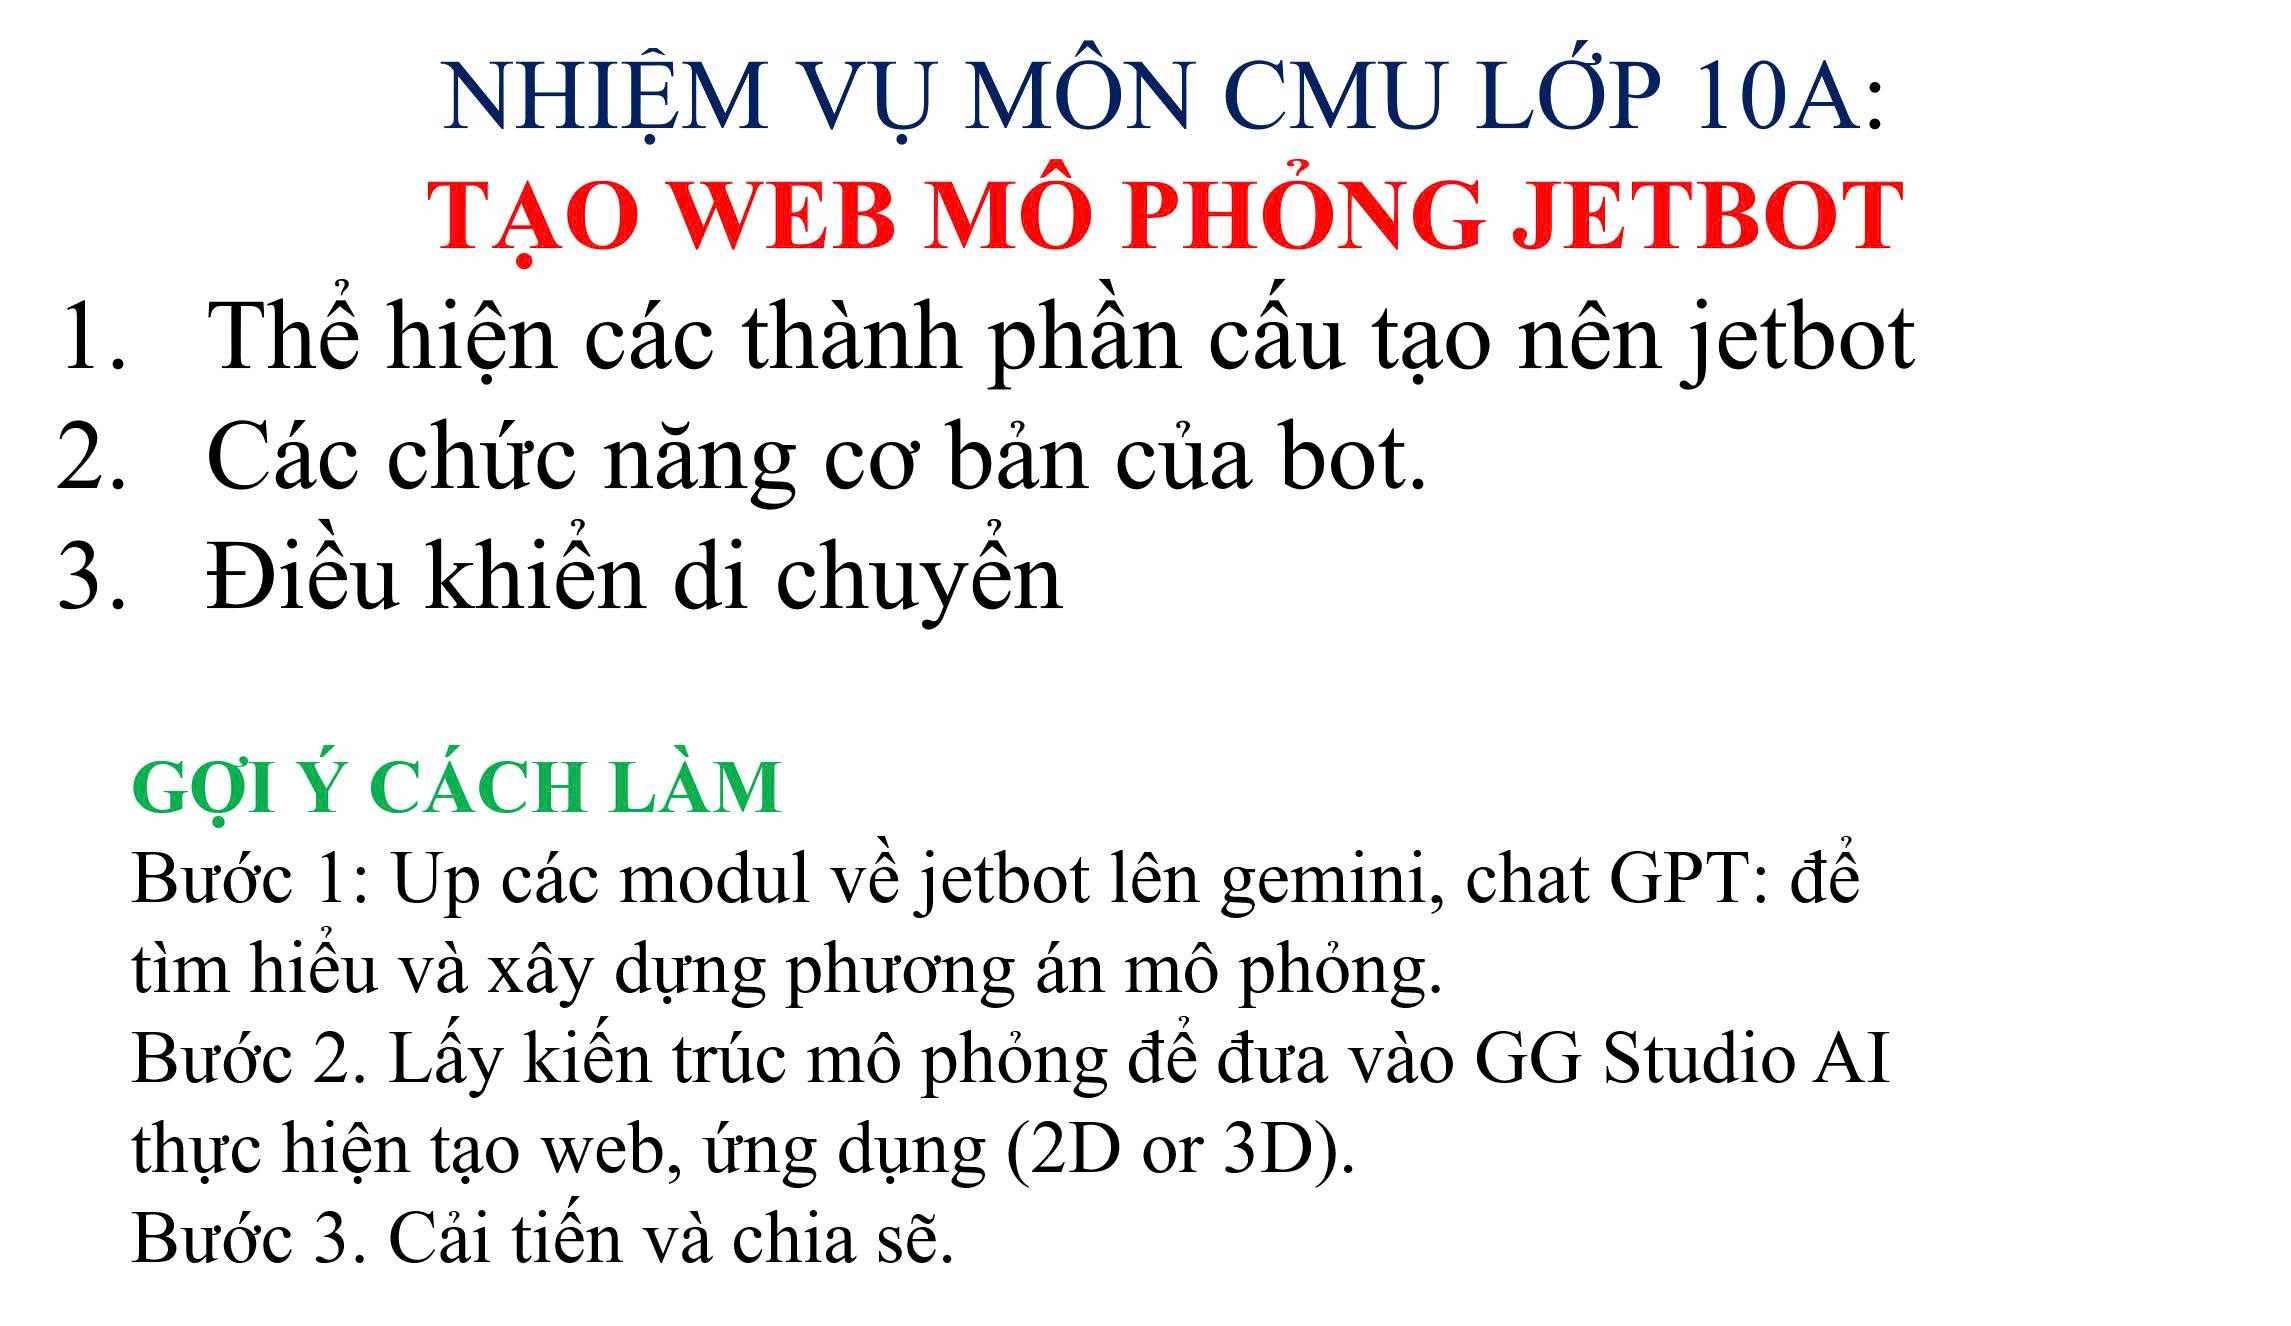 NHIỆM VỤ MÔN CMU LỚP 10A:
TẠO WEB MÔ PHỎNG JETBOT
1. Thể hiện các thành phần cấu tạo nên jetbot
2. Các chức năng cơ bản của bot.
3. Điều khiển di chuyển
GỢI Ý CÁCH LÀM
Bước 1: Up các modul về jetbot lên gemini, chat GPT: để
tìm hiểu và xây dựng phương án mô phỏng.
Bước 2. Lấy kiến trúc mô phỏng để đưa vào GG Studio AI
thực hiện tạo web, ứng dụng (2D or 3D).
Bước 3. Cải tiến và chia sẽ.